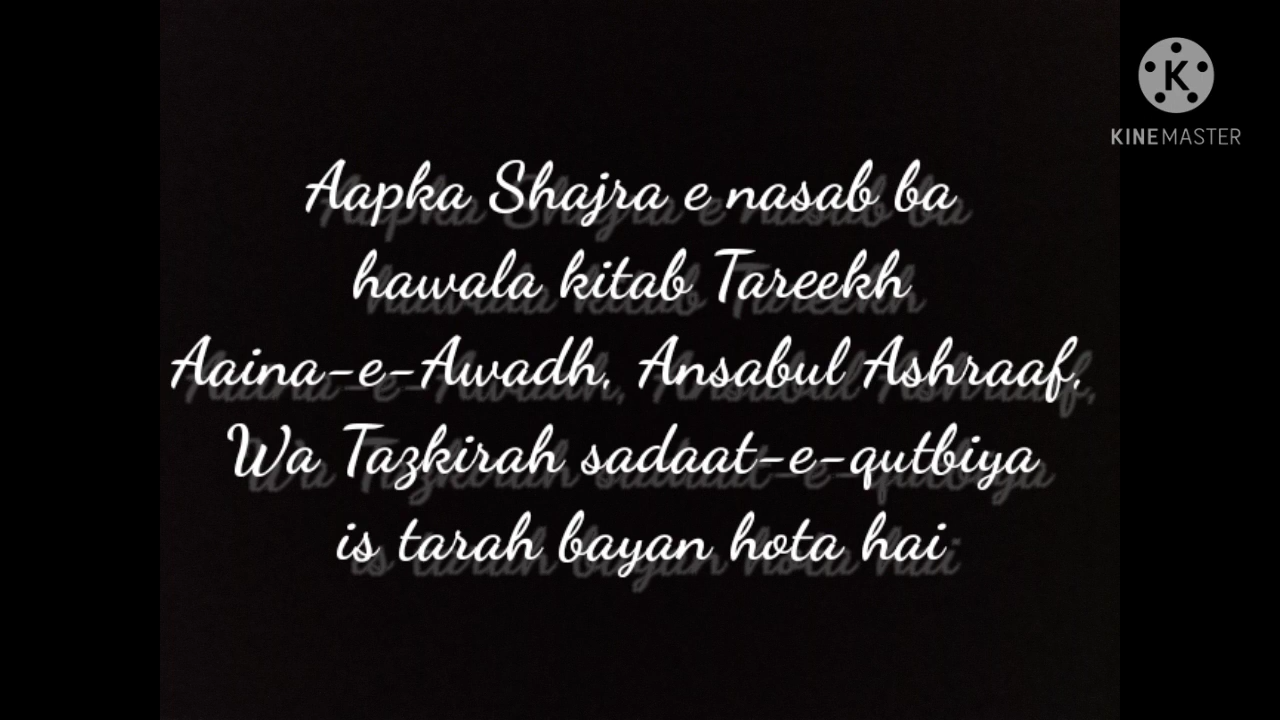 K
KINEMASTER
Aapka Shajra e nasab ba
hawala kitab Tareekh
Aaina-e-Awadh, Ansabul Ashraaf,
Wa Tazkirah sadaat-e-qutbiya
is tarah bayan hota hai